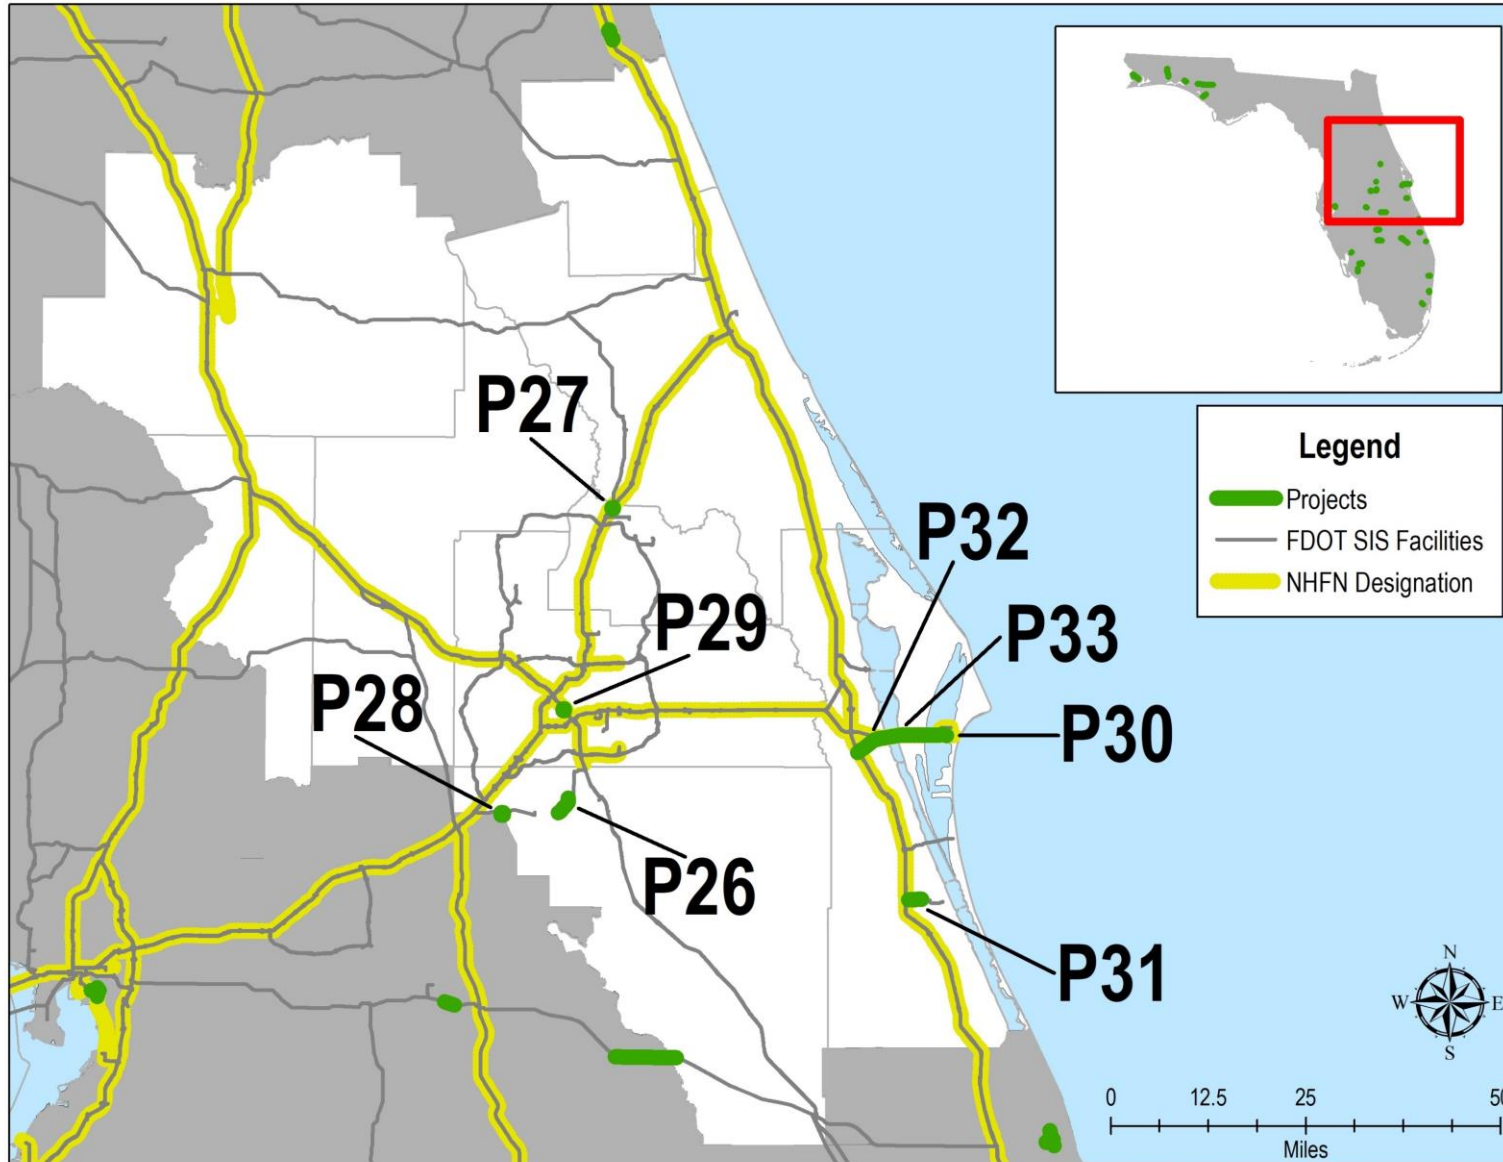 P27
P32
P29
P33
P28
P30
P26
P31
Legend
Projects
FDOT SIS Facilities
NHFN Designation
N
W
E
S
0
12.5
25
50
Miles